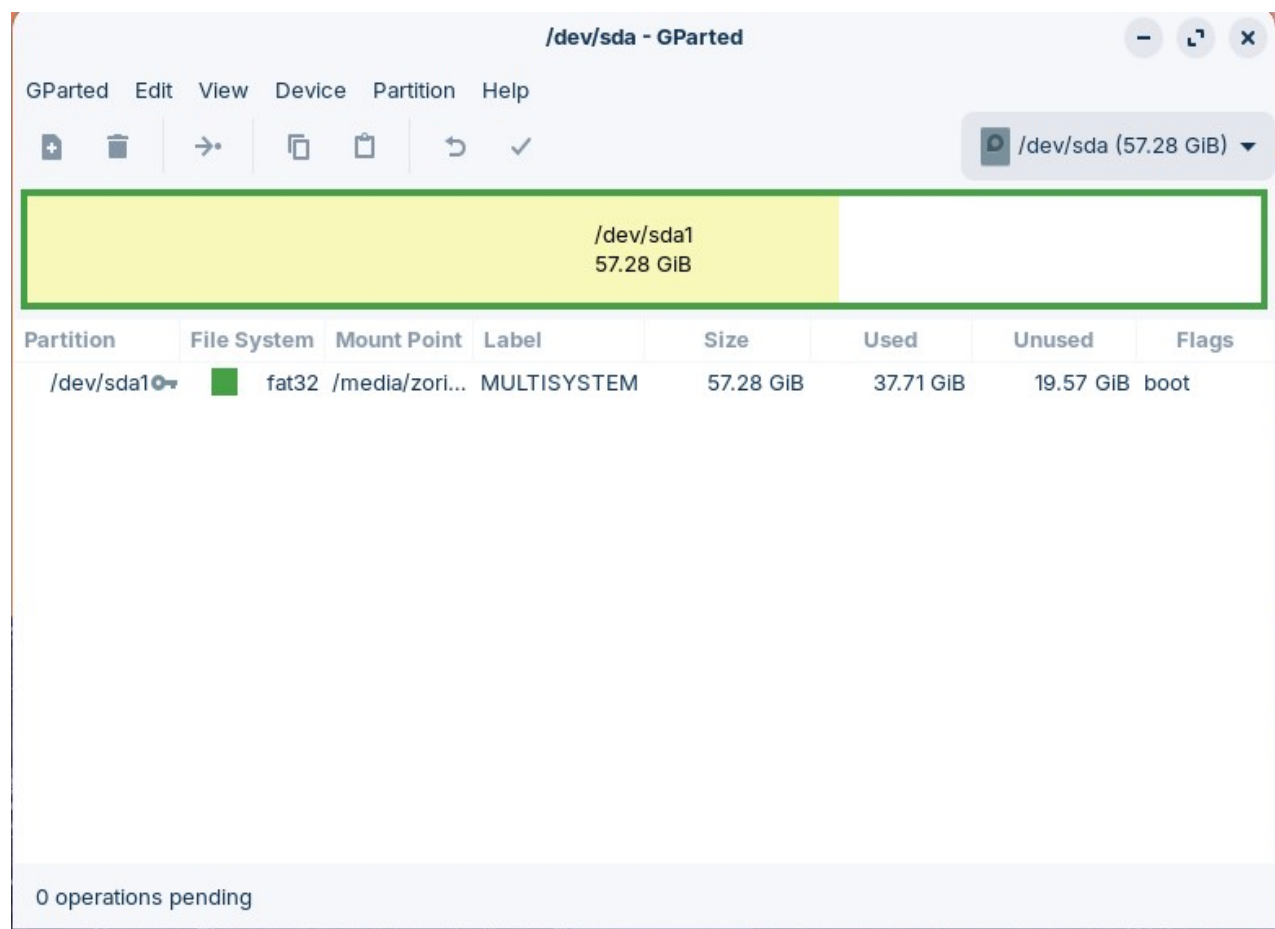 /dev/sda - GParted
GParted Edit View Device Partition Help
/dev/sda (57.28 GiB)
/dev/sda1
57.28 GiB
Partition File System Mount Point Label Size Used Unused Flags
/dev/sda1 fat32 /media/zori... MULTISYSTEM 57.28 GiB 37.71 GiB 19.57 GiB boot
0 operations pending